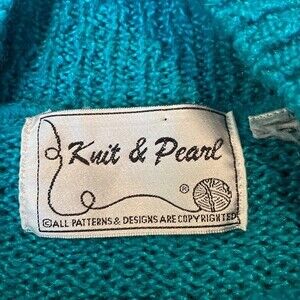 Knit & Pearl
®
©ALL PATTERNS & DESIGNS ARE COPYRIGHTED